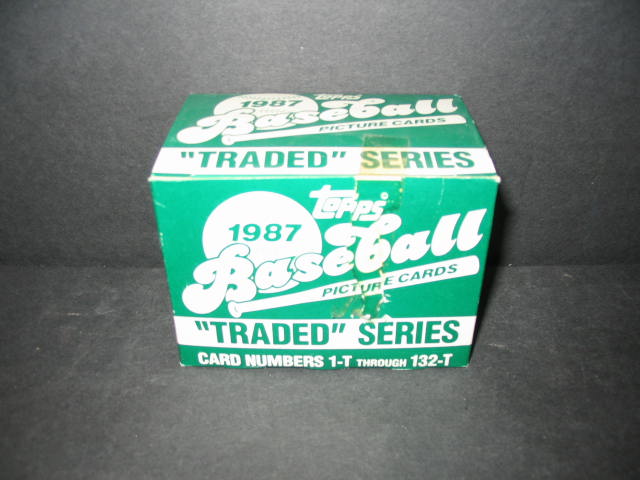 Topps
1987
Baseball
PICTURE CARDS
"TRADED" SERIES
Topps®
1987
Baseball
PICTURE CARDS
"TRADED" SERIES
CARD NUMBERS 1-T THROUGH 132-T